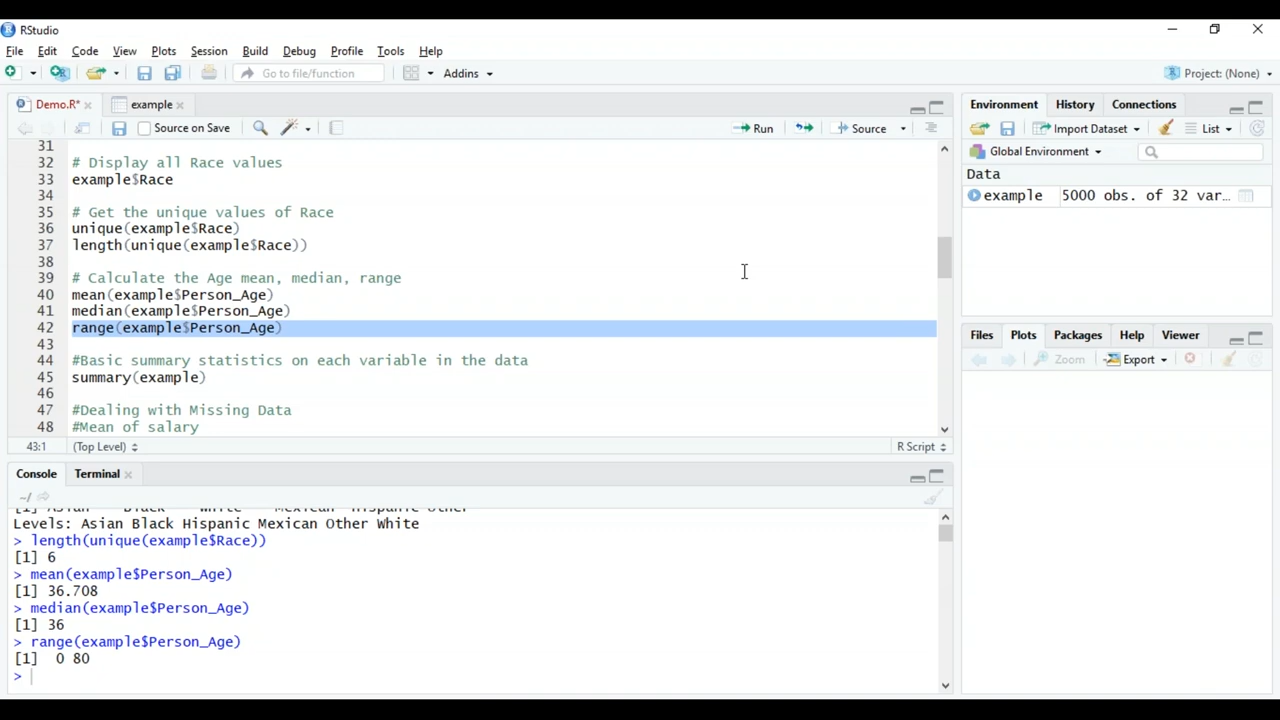 RStudio
File Edit Code View Plots Session Build Debug Profile Tools Help
Go to file/function Addins Project: (None)
Demo.R* example
Source on Save Run Source
31
32 # Display all Race values
33 example$Race
34
35 # Get the unique values of Race
36 unique(example$Race)
37 length(unique(example$Race))
38
39 # Calculate the Age mean, median, range
40 mean(example$Person_Age)
41 median(example$Person_Age)
42 range(example$Person_Age)
43
44 #Basic summary statistics on each variable in the data
45 summary(example)
46
47 #Dealing with Missing Data
48 #Mean of salary
43:1 (Top Level) R Script
Console Terminal
~/
Levels: Asian Black Hispanic Mexican Other White
> length(unique(example$Race))
[1] 6
> mean(example$Person_Age)
[1] 36.708
> median(example$Person_Age)
[1] 36
> range(example$Person_Age)
[1]  0 80
>
Environment History Connections
Import Dataset List
Global Environment
Data
example 5000 obs. of 32 var...
Files Plots Packages Help Viewer
Zoom Export